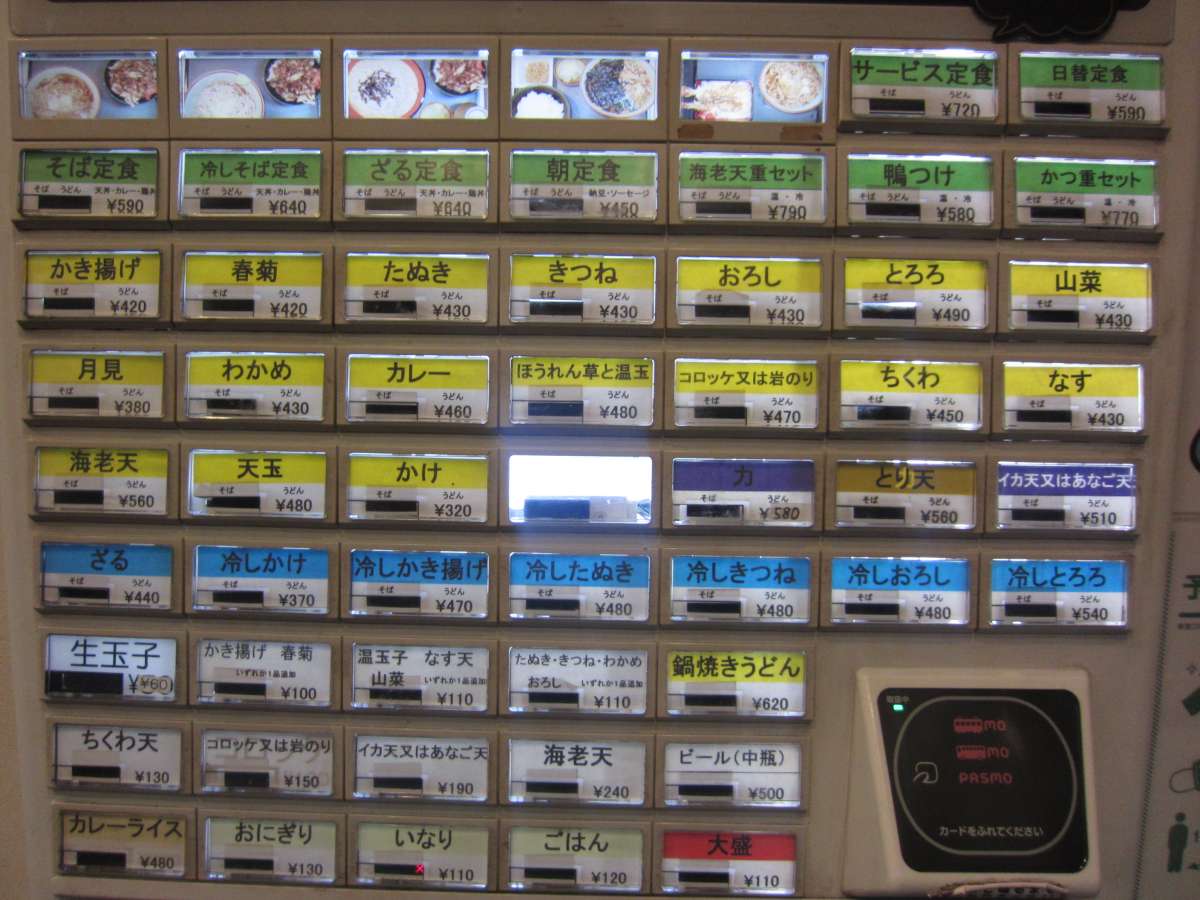 サービス定食
そば うどん
¥720
日替定食
そば うどん
¥590
そば定食
そば うどん 天丼・カレー・鶏丼
¥590
冷しそば定食
そば うどん 天丼・カレー・鶏丼
¥640
ざる定食
そば うどん 天丼・カレー・鶏丼
¥640
朝定食
そば うどん 納豆・ソーセージ
¥450
海老天重セット
そば うどん 温・冷
¥790
鴨つけ
そば うどん 温・冷
¥580
かつ重セット
そば うどん 温・冷
¥770
かき揚げ
そば うどん
¥420
春菊
そば うどん
¥420
たぬき
そば うどん
¥430
きつね
そば うどん
¥430
おろし
そば うどん
¥430
とろろ
そば うどん
¥490
山菜
そば うどん
¥430
月見
そば うどん
¥380
わかめ
そば うどん
¥430
カレー
そば うどん
¥460
ほうれん草と温玉
そば うどん
¥480
コロッケ又は岩のり
そば うどん
¥470
ちくわ
そば うどん
¥450
なす
そば うどん
¥430
海老天
そば うどん
¥560
天玉
そば うどん
¥480
かけ
そば うどん
¥320
力
そば うどん
¥580
とり天
そば うどん
¥560
イカ天又はあなご天
そば うどん
¥510
ざる
そば うどん
¥440
冷しかけ
そば うどん
¥370
冷しかき揚げ
そば うどん
¥470
冷したぬき
そば うどん
¥480
冷しきつね
そば うどん
¥480
冷しおろし
そば うどん
¥480
冷しとろろ
そば うどん
¥540
生玉子
¥60
かき揚げ 春菊
いずれか1品追加
¥100
温玉子 なす天
山菜 いずれか1品追加
¥110
たぬき・きつね・わかめ
おろし いずれか1品追加
¥110
鍋焼きうどん
¥620
ちくわ天
¥130
コロッケ又は岩のり
¥150
イカ天又はあなご天
¥190
海老天
¥240
ビール(中瓶)
¥500
カレーライス
¥480
おにぎり
¥130
いなり
¥110
ごはん
¥120
大盛
¥110
PASMO
カードをふれてください